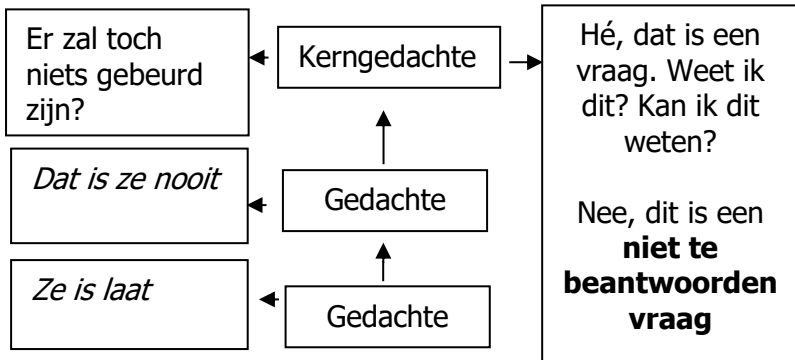 Er zal toch
niets gebeurd
zijn?
Kerngedachte
Hé, dat is een
vraag. Weet ik
dit? Kan ik dit
weten?
Nee, dit is een
niet te
beantwoorden
vraag
Dat is ze nooit
Gedachte
Ze is laat
Gedachte